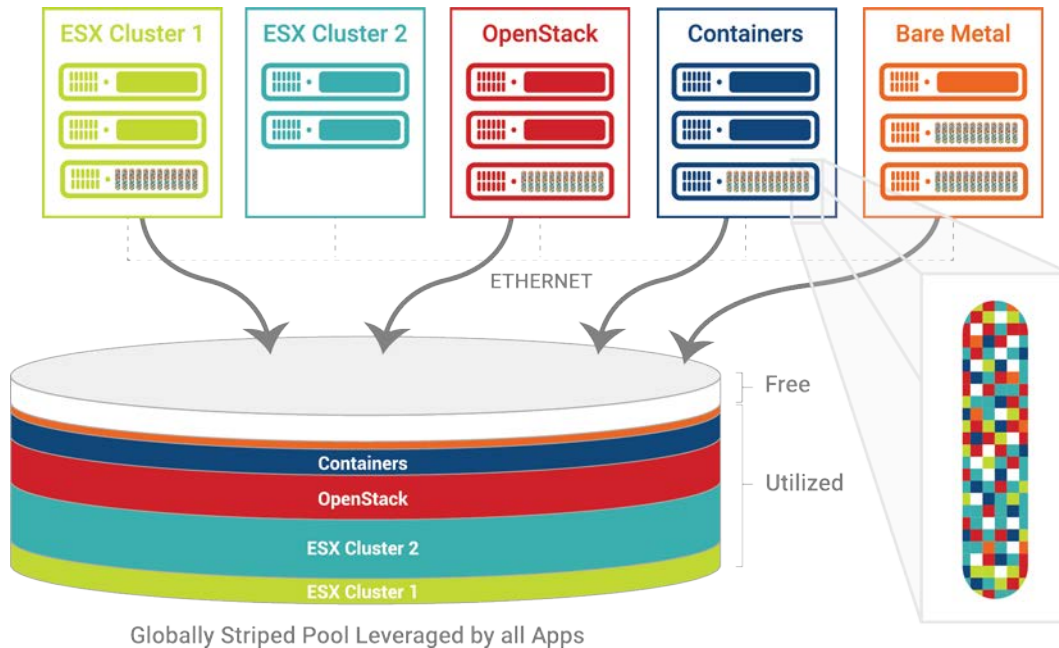 ESX Cluster 1
ESX Cluster 2
OpenStack
Containers
Bare Metal
ETHERNET
Free
Containers
OpenStack
Utilized
ESX Cluster 2
ESX Cluster 1
Globally Striped Pool Leveraged by all Apps